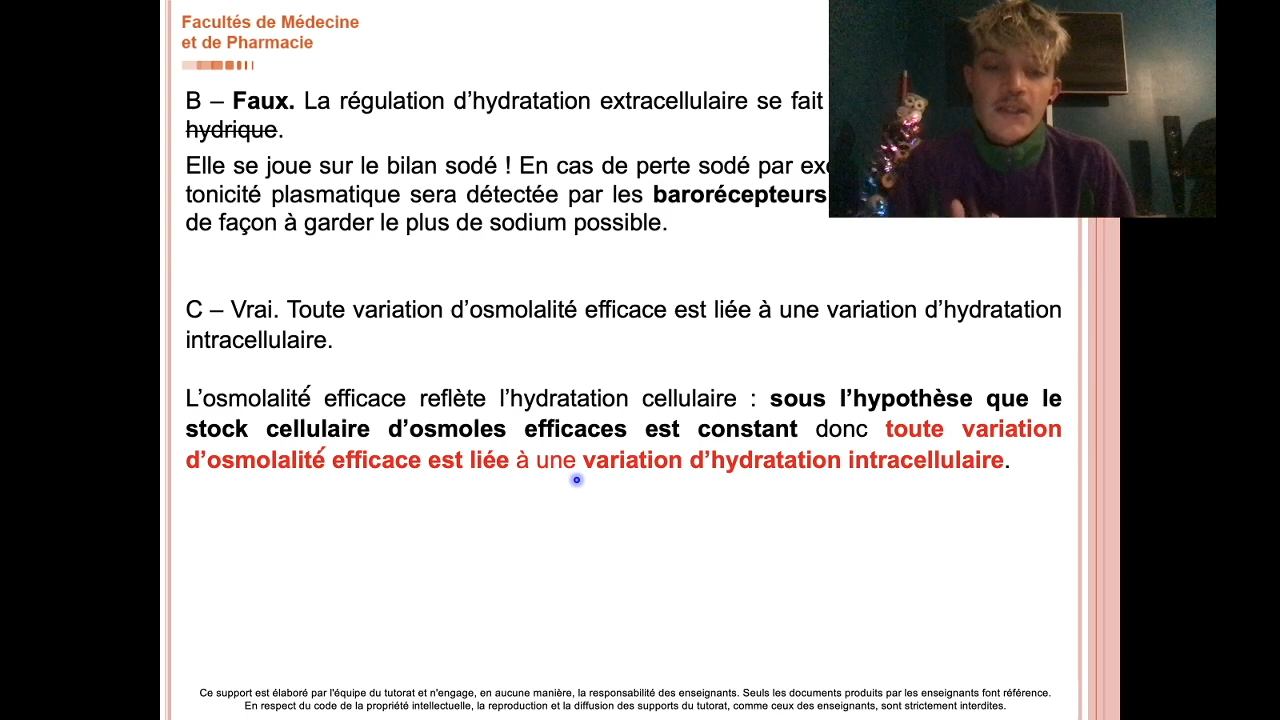 Facultés de Médecine
et de Pharmacie
B – Faux. La régulation d’hydratation extracellulaire se fait
hydrique.
Elle se joue sur le bilan sodé ! En cas de perte sodé par
tonicité plasmatique sera détectée par les barorécepteurs
de façon à garder le plus de sodium possible.
C – Vrai. Toute variation d’osmolalité efficace est liée à une variation d’hydratation
intracellulaire.
L’osmolalité efficace reflète l’hydratation cellulaire : sous l’hypothèse que le
stock cellulaire d’osmoles efficaces est constant donc toute variation
d’osmolalité efficace est liée à une variation d’hydratation intracellulaire.
Ce support est élaboré par l'équipe du tutorat et n'engage, en aucune manière, la responsabilité des enseignants. Seuls les documents produits par les enseignants font référence.
En respect du code de la propriété intellectuelle, la reproduction et la diffusion des supports du tutorat, comme ceux des enseignants, sont strictement interdites.